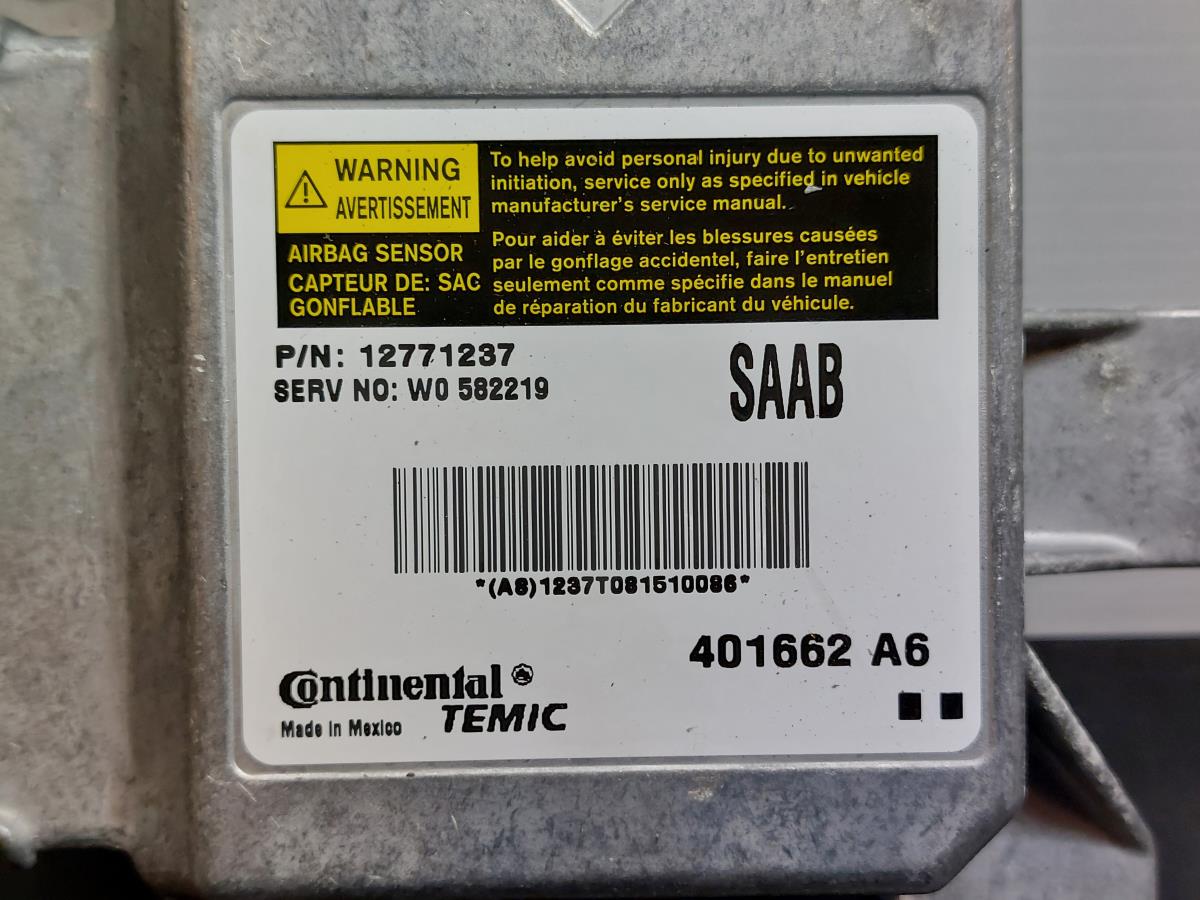 WARNING
AVERTISSEMENT
AIRBAG SENSOR
CAPTEUR DE: SAC
GONFLABLE
To help avoid personal injury due to unwanted
initiation, service only as specified in vehicle
manufacturer's service manual.
Pour aider à éviter les blessures causées
par le gonflage accidentel, faire l'entretien
seulement comme spécifie dans le manuel
de réparation du fabricant du véhicule.
P/N: 12771237
SERV NO: W0 582219
SAAB
*(A6)1237T081510086*
401662 A6
Continental
TEMIC
Made in Mexico